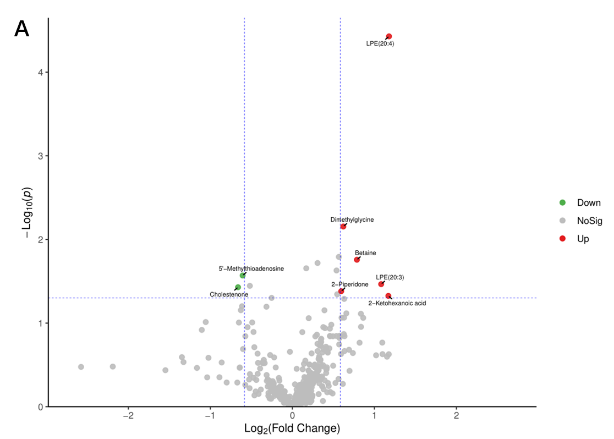 A
LPE(20:4)
4
3
Dimethylglycine
2
Betaine
5'−Methylthioadenosine
LPE(20:3)
2−Piperidone
Cholestenone
2−Ketohexanoic acid
1
0
−2
−1
0
1
2
Log2(Fold Change)
−Log10(p)
Down
NoSig
Up